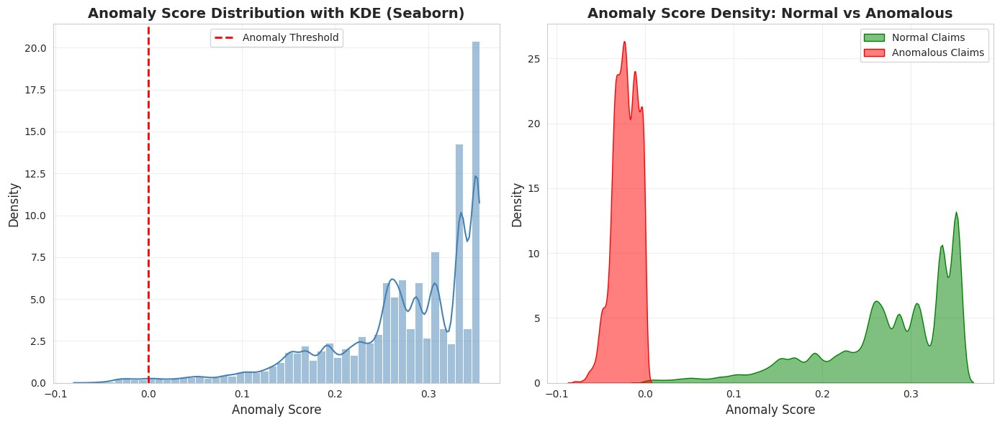 Anomaly Score Distribution with KDE (Seaborn)
Anomaly Threshold
20.0
17.5
15.0
12.5
10.0
7.5
5.0
2.5
0.0
Density
−0.1
0.0
0.1
0.2
0.3
Anomaly Score
Anomaly Score Density: Normal vs Anomalous
Normal Claims
Anomalous Claims
25
20
15
10
5
0
Density
−0.1
0.0
0.1
0.2
0.3
Anomaly Score